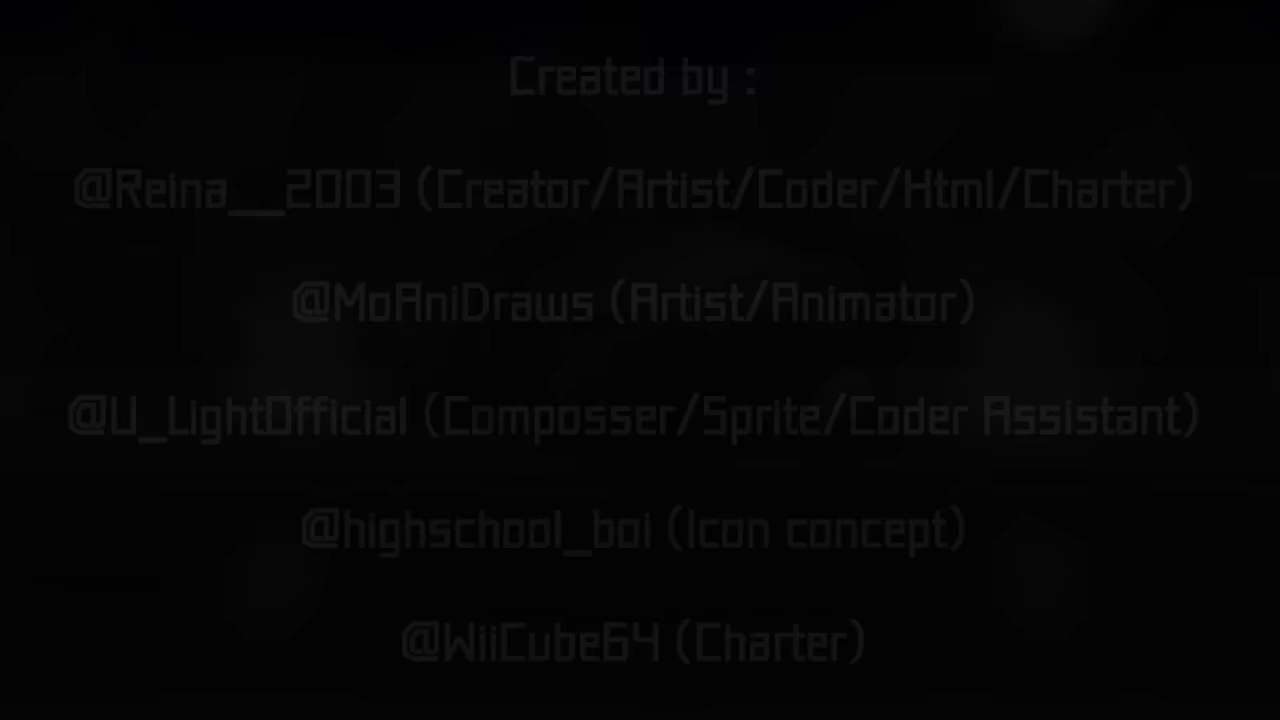 Created by :
@Reina__2003 (Creator/Artist/Coder/Html/Charter)
@MoAniDraws (Artist/Animator)
@U_LightOfficial (Composser/Sprite/Coder Assistant)
@highschool_boi (Icon concept)
@WiiCube64 (Charter)